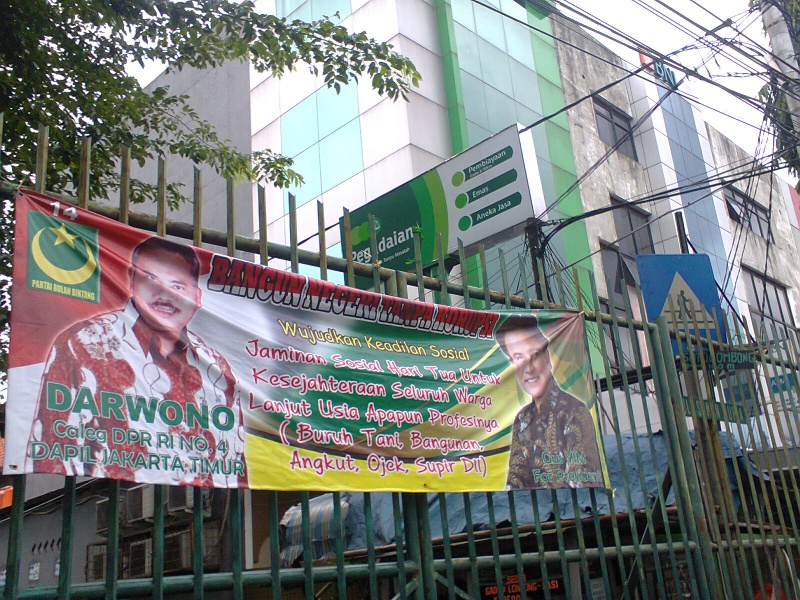 14
PARTAI BULAN BINTANG
DARWONO
Caleg DPR RI NO. 4
DAPIL JAKARTA TIMUR
BANGUN NEGERI TANPA KORUPSI
Wujudkan Keadilan Sosial
Jaminan Sosial Hari Tua Untuk
Kesejahteraan Seluruh Warga
Lanjut Usia Apapun Profesinya
( Buruh Tani, Bangunan,
Angkut, Ojek, Supir Dll)
For
Pegadaian
Pembiayaan
Emas
Aneka Jasa